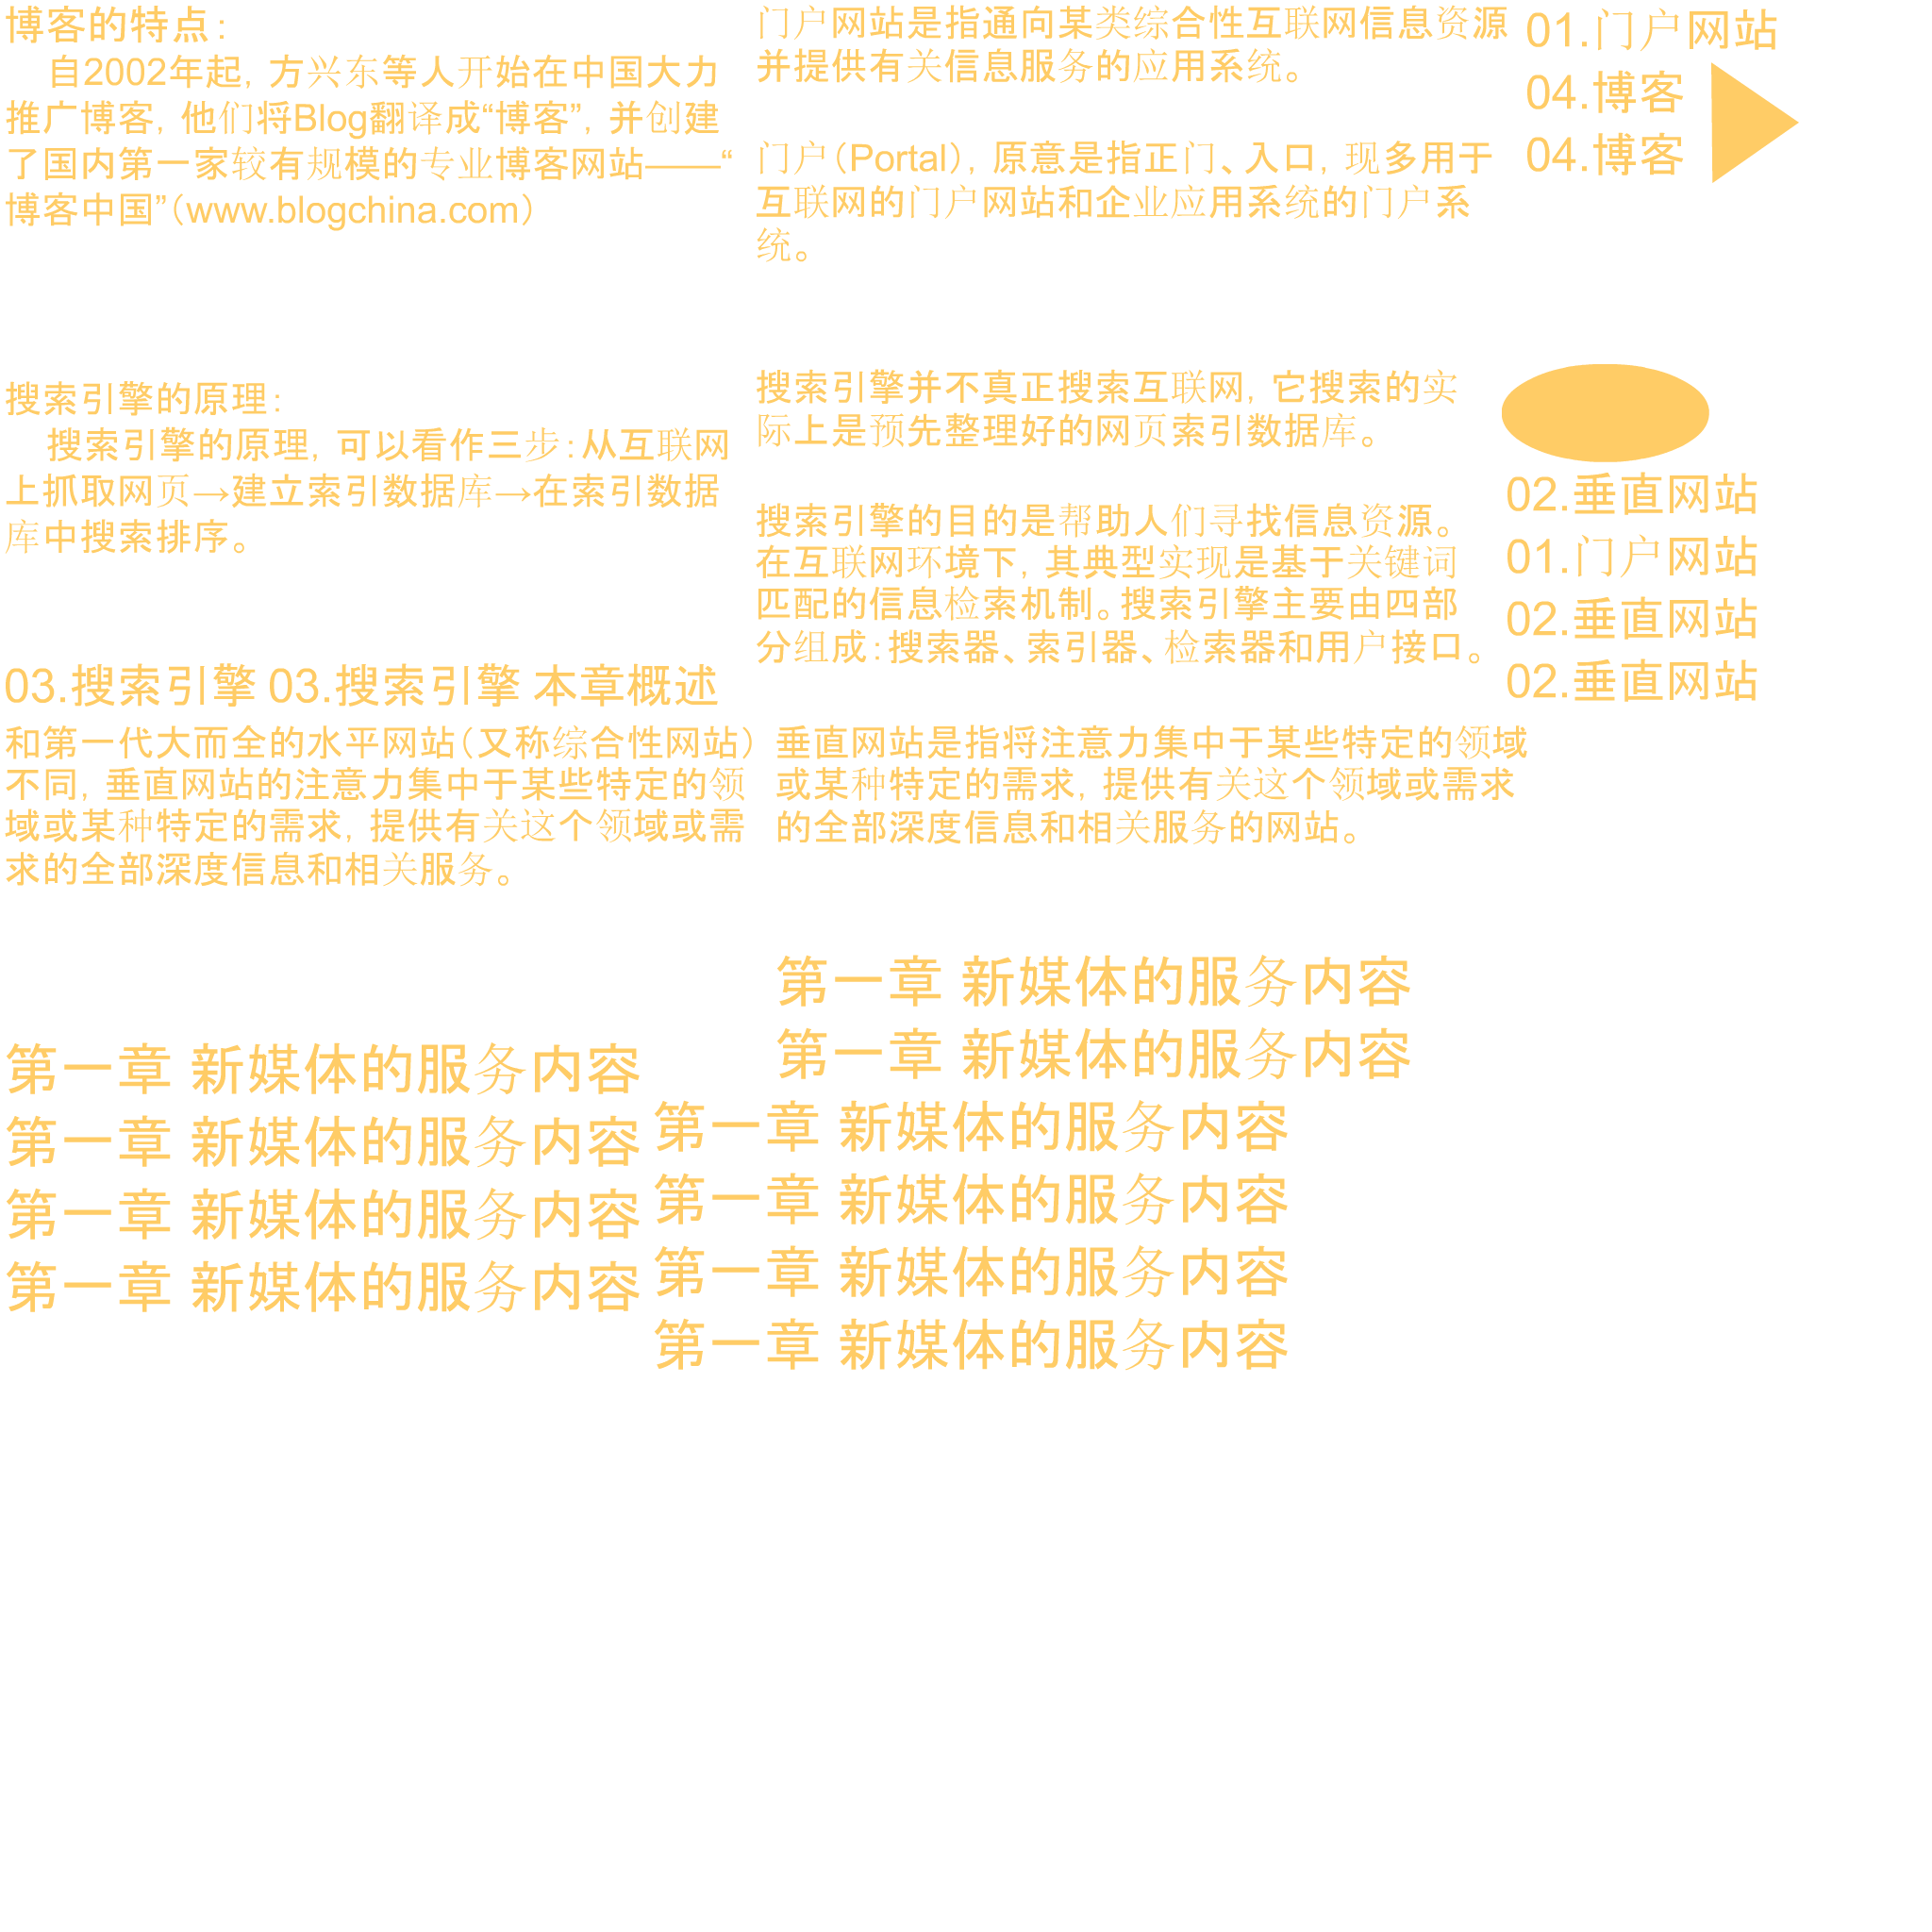 博客的特点：
自2002年起，方兴东等人开始在中国大力
推广博客，他们将Blog翻译成“博客”，并创建
了国内第一家较有规模的专业博客网站——“
博客中国”（www.blogchina.com）
门户网站是指通向某类综合性互联网信息资源
并提供有关信息服务的应用系统。
门户（Portal），原意是指正门、入口，现多用于
互联网的门户网站和企业应用系统的门户系
统。
01.门户网站
04.博客
04.博客
搜索引擎的原理：
搜索引擎的原理，可以看作三步：从互联网
上抓取网页→建立索引数据库→在索引数据
库中搜索排序。
搜索引擎并不真正搜索互联网，它搜索的实
际上是预先整理好的网页索引数据库。
搜索引擎的目的是帮助人们寻找信息资源。
在互联网环境下，其典型实现是基于关键词
匹配的信息检索机制。搜索引擎主要由四部
分组成：搜索器、索引器、检索器和用户接口。
02.垂直网站
01.门户网站
02.垂直网站
02.垂直网站
03.搜索引擎 03.搜索引擎 本章概述
和第一代大而全的水平网站（又称综合性网站）
不同，垂直网站的注意力集中于某些特定的领
域或某种特定的需求，提供有关这个领域或需
求的全部深度信息和相关服务。
垂直网站是指将注意力集中于某些特定的领域
或某种特定的需求，提供有关这个领域或需求
的全部深度信息和相关服务的网站。
第一章 新媒体的服务内容
第一章 新媒体的服务内容
第一章 新媒体的服务内容
第一章 新媒体的服务内容
第一章 新媒体的服务内容
第一章 新媒体的服务内容
第一章 新媒体的服务内容
第一章 新媒体的服务内容
第一章 新媒体的服务内容
第一章 新媒体的服务内容